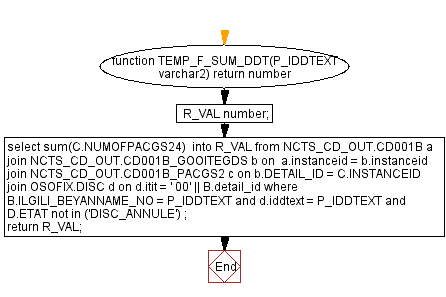 function TEMP_F_SUM_DDT(P_IDDTEXT
varchar2) return number
R_VAL number;
select sum(C.NUMOFPACGS24)  into R_VAL from NCTS_CD_OUT.CD001B a
join NCTS_CD_OUT.CD001B_GOOITEGDS b on  a.instanceid = b.instanceid
join NCTS_CD_OUT.CD001B_PACGS2 c on b.DETAIL_ID = C.INSTANCEID
join OSOFIX.DISC d on d.itit = ' 00' || B.detail_id where
B.ILGILI_BEYANNAME_NO = P_IDDTEXT and d.iddtext = P_IDDTEXT and
D.ETAT not in ('DISC_ANNULE') ;
return R_VAL;
End